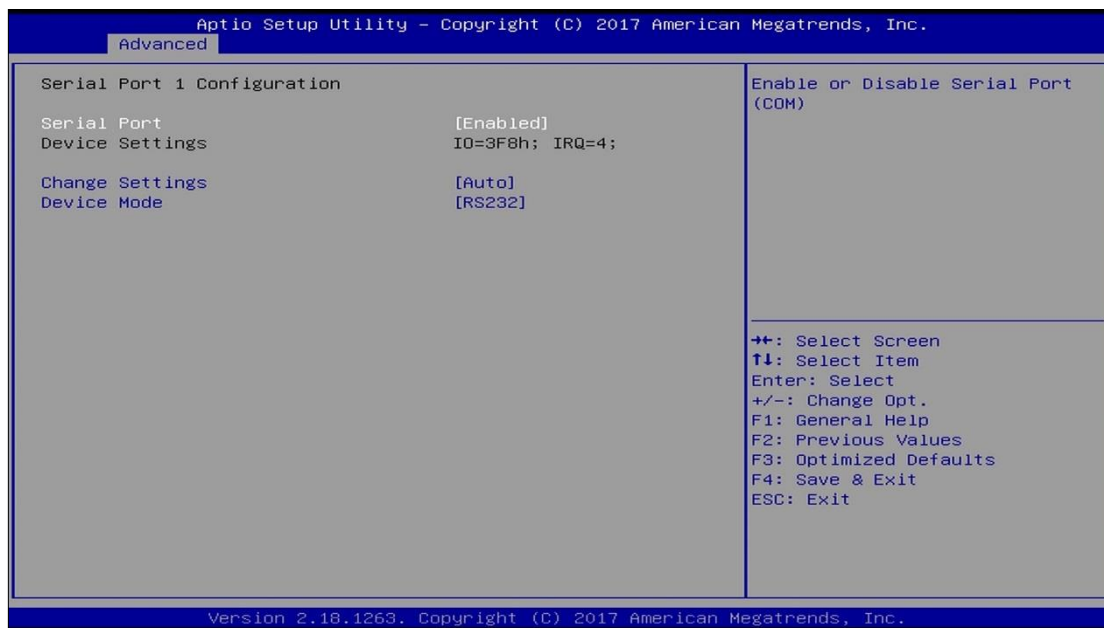 Aptio Setup Utility – Copyright (C) 2017 American Megatrends, Inc.
Advanced
Serial Port 1 Configuration
Serial Port [Enabled]
Device Settings IO=3F8h; IRQ=4;
Change Settings [Auto]
Device Mode [RS232]
Enable or Disable Serial Port
(COM)
→←: Select Screen
↑↓: Select Item
Enter: Select
+/-: Change Opt.
F1: General Help
F2: Previous Values
F3: Optimized Defaults
F4: Save & Exit
ESC: Exit
Version 2.18.1263. Copyright (C) 2017 American Megatrends, Inc.